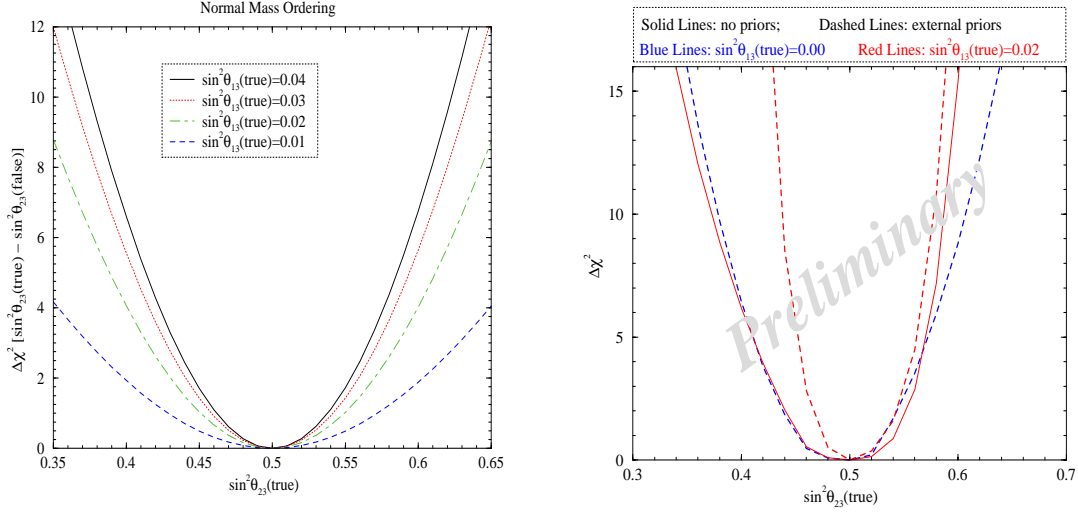 Normal Mass Ordering
12
10
8
6
4
2
0
Δχ² [sin²θ₂₃(true) − sin²θ₂₃(false)]
sin²θ₁₃(true)=0.04
sin²θ₁₃(true)=0.03
sin²θ₁₃(true)=0.02
sin²θ₁₃(true)=0.01
0.35 0.4 0.45 0.5 0.55 0.6 0.65
sin²θ₂₃(true)
Solid Lines: no priors; Dashed Lines: external priors
Blue Lines: sin²θ₁₃(true)=0.00 Red Lines: sin²θ₁₃(true)=0.02
15
10
5
0
Δχ²
Preliminary
0.3 0.4 0.5 0.6 0.7
sin²θ₂₃(true)